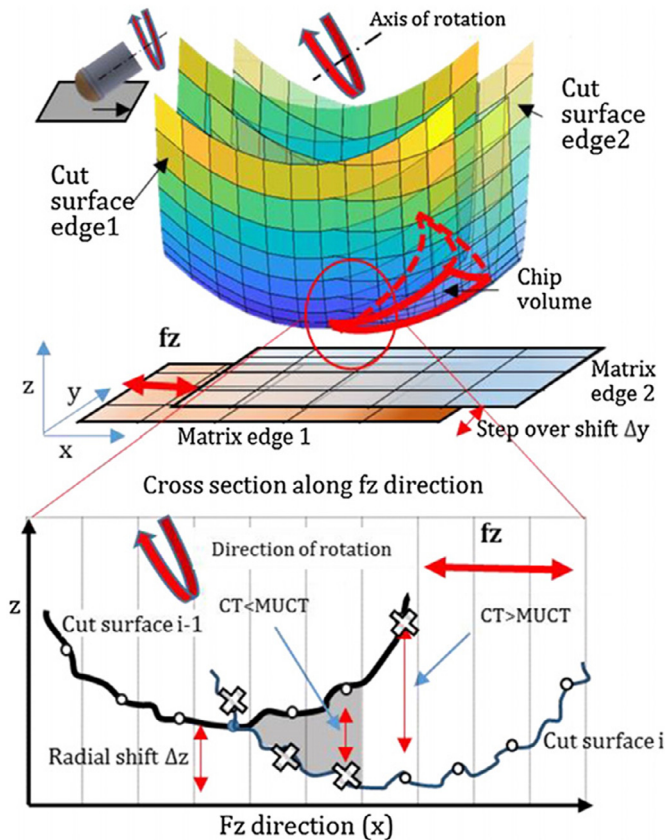 Axis of rotation
Cut
surface
edge2
Cut
surface
edge1
Chip
volume
fz
z
y
x
Matrix
edge 2
Matrix edge 1
Step over shift Δy
Cross section along fz direction
fz
Direction of rotation
z
CT<MUCT
CT>MUCT
Cut surface i-1
Radial shift Δz
Cut surface i
Fz direction (x)